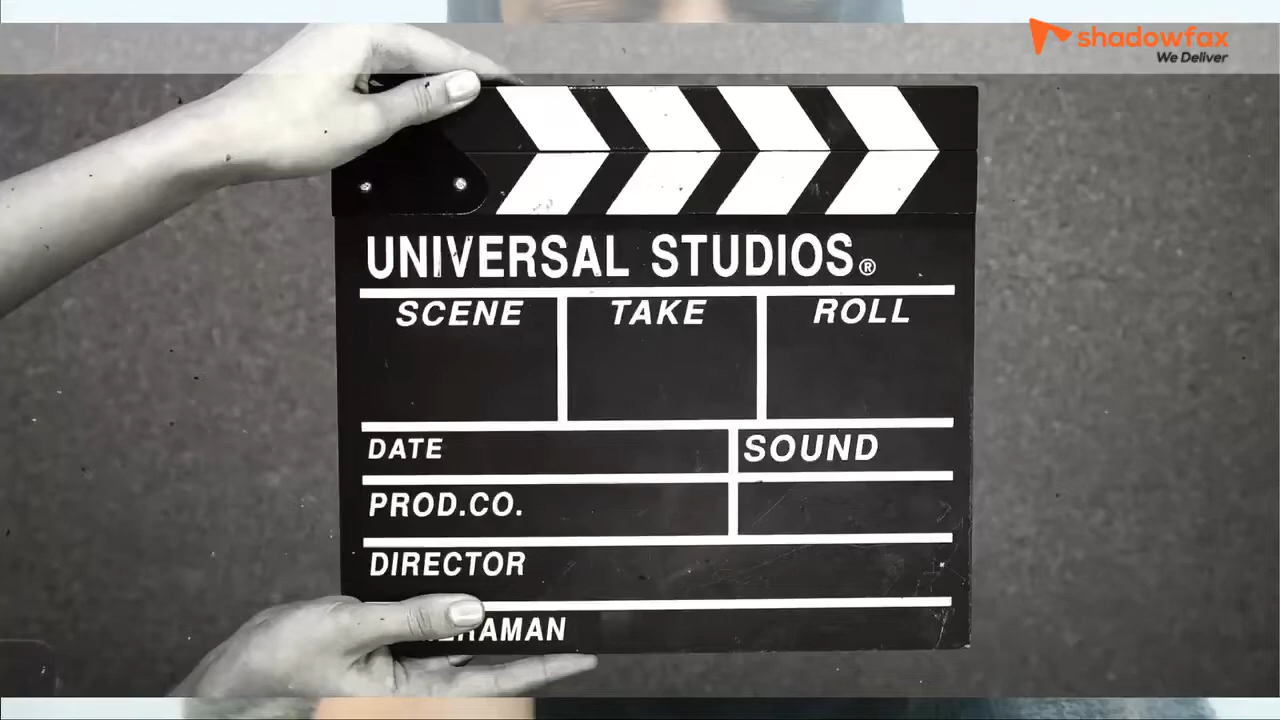 shadowfax
We Deliver
UNIVERSAL STUDIOS®
SCENE TAKE ROLL
DATE SOUND
PROD.CO.
DIRECTOR